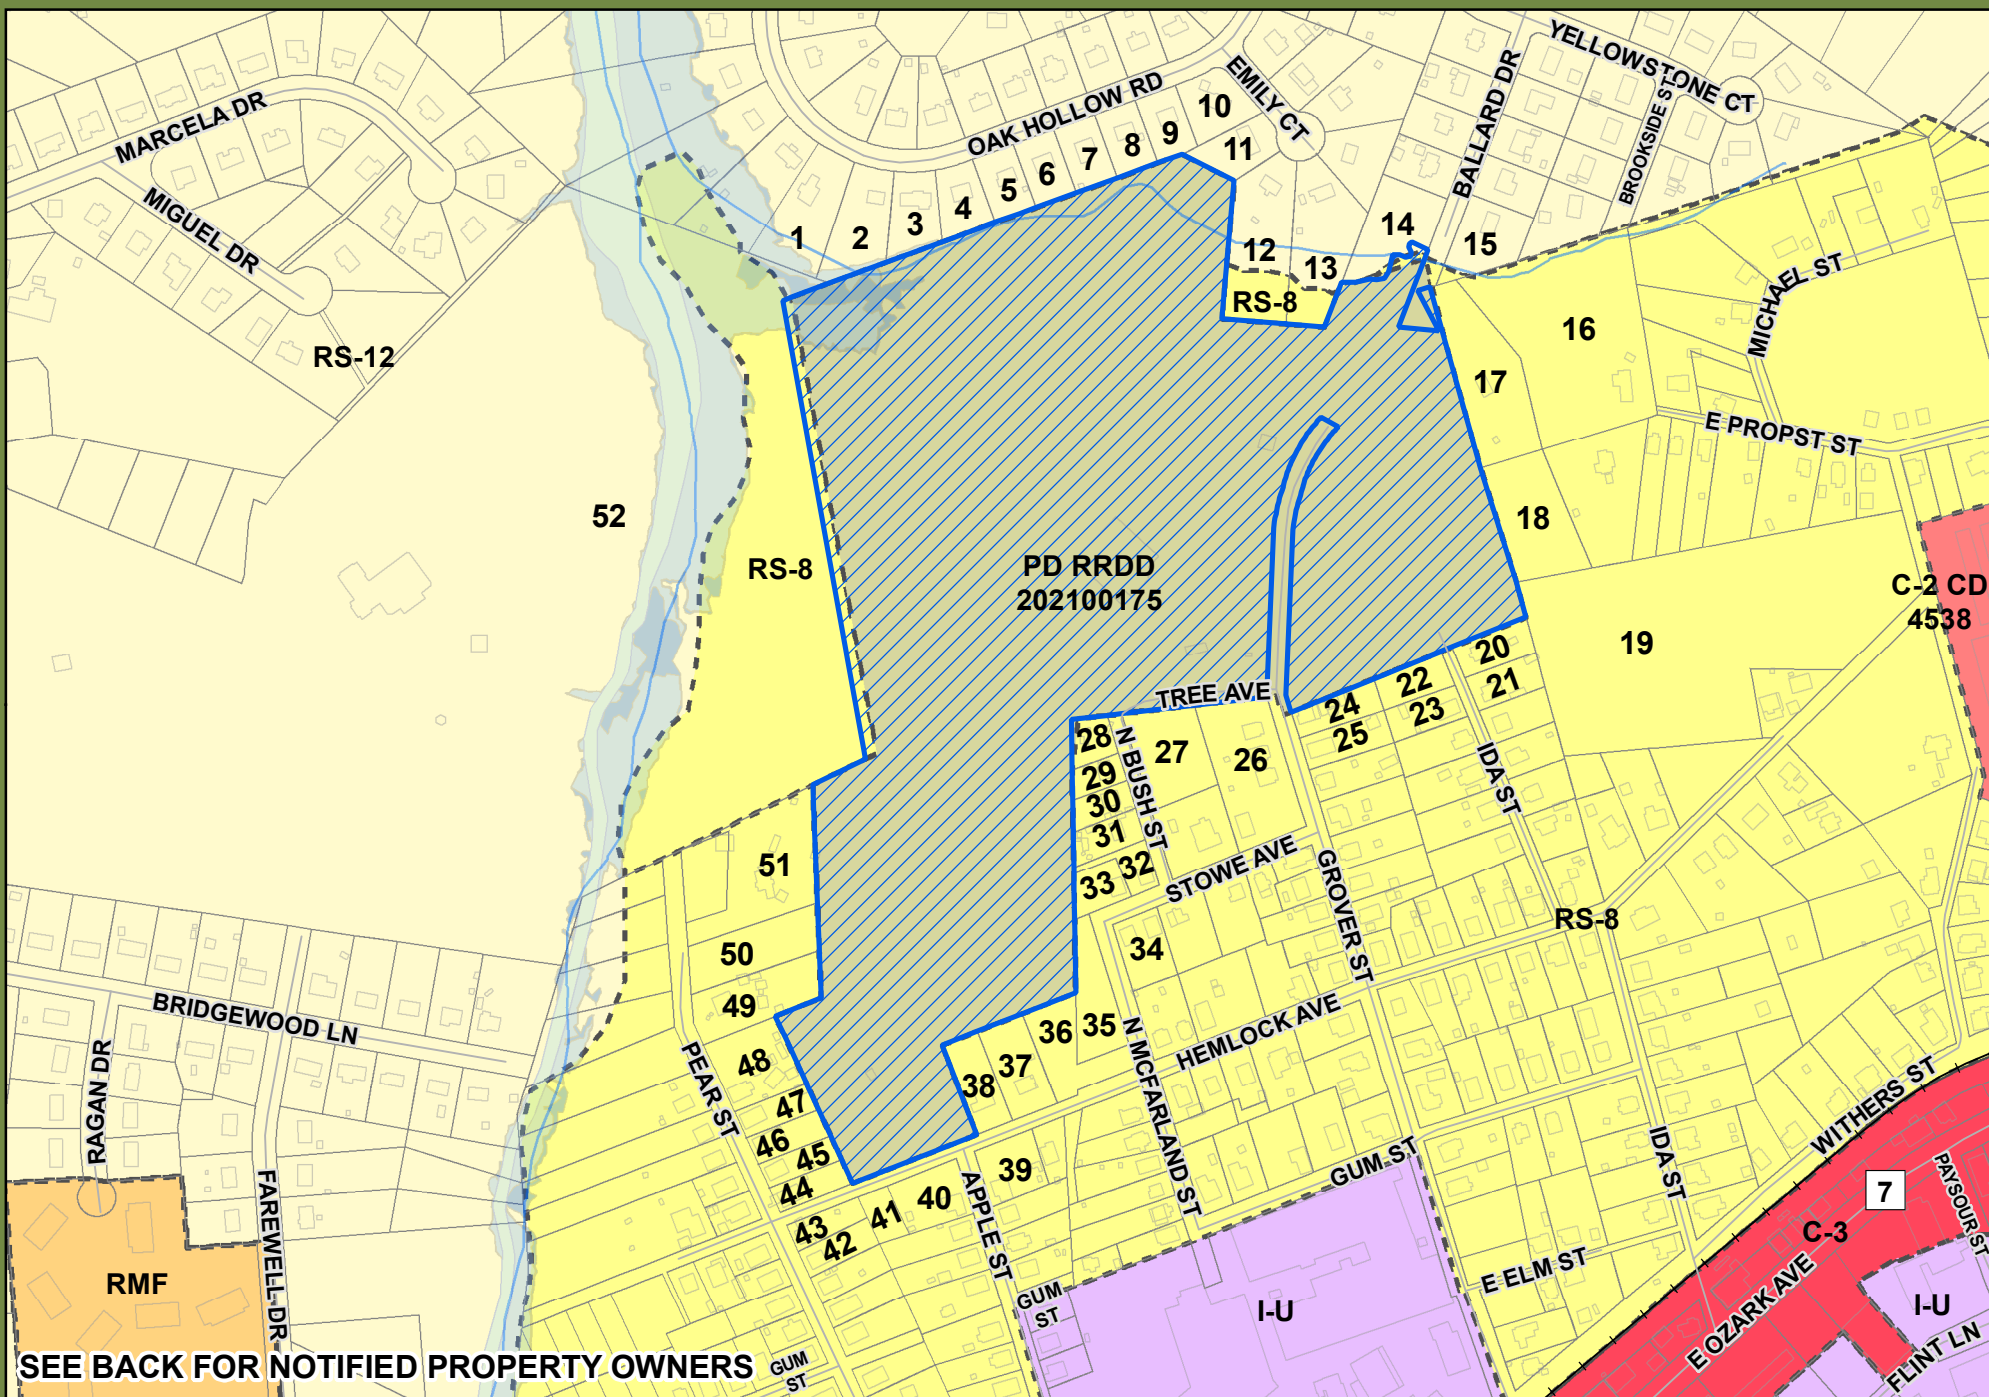 YELLOWSTONE CT
MARCELA DR
OAK HOLLOW RD
EMILY CT
BALLARD DR
BROOKSIDE ST
10
9
8
7
6
5
4
3
2
1
11
12
13
14
15
MIGUEL DR
RS-8
MICHAEL ST
16
RS-12
17
E PROPST ST
52
18
RS-8
PD RRDD
202100175
C-2 CD
4538
19
20
21
22
23
24
25
TREE AVE
28
N BUSH ST
27
26
29
30
31
32
33
IDA ST
51
STOWE AVE
GROVER ST
RS-8
50
34
49
BRIDGEWOOD LN
36
35
HEMLOCK AVE
37
38
48
N MCFARLAND ST
RAGAN DR
PEAR ST
47
46
45
44
WITHERS ST
GUM ST
IDA ST
39
APPLE ST
40
41
43
42
FAREWELL DR
7
PAYSOUR ST
C-3
RMF
E ELM ST
GUM
ST
I-U
E OZARK AVE
I-U
FLINT LN
GUM
ST
SEE BACK FOR NOTIFIED PROPERTY OWNERS